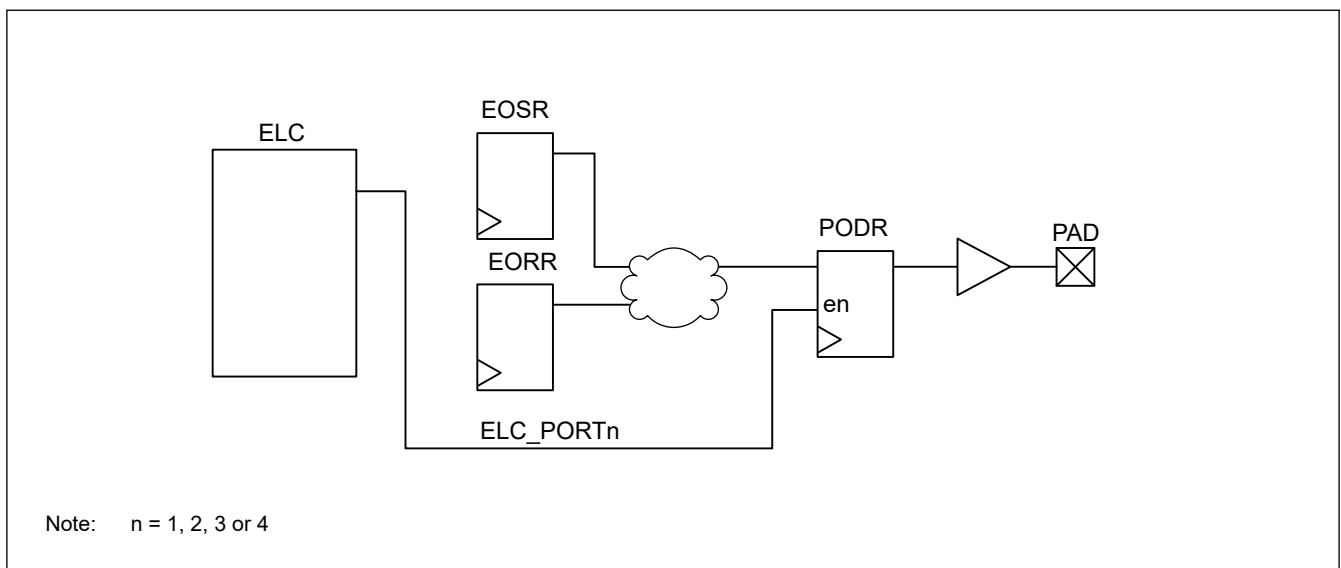 EOSR
ELC
PODR
PAD
EORR
en
ELC_PORTn
Note: n = 1, 2, 3 or 4